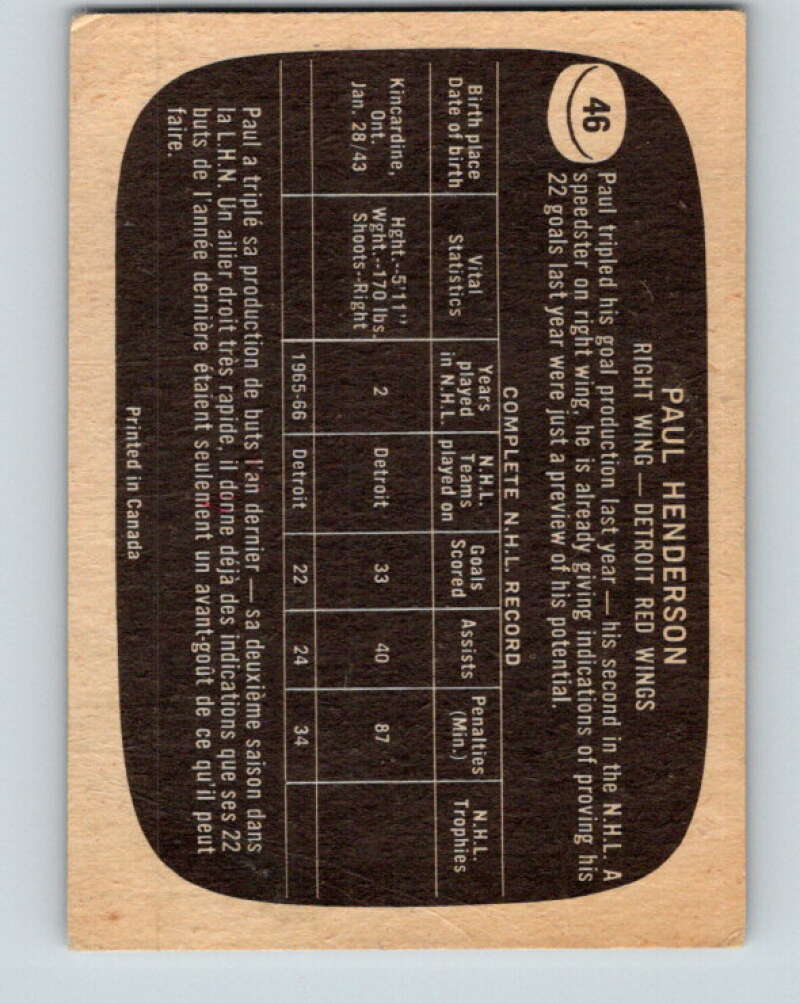 46
PAUL HENDERSON
RIGHT WING — DETROIT RED WINGS
Paul tripled his goal production last year — his second in the N.H.L. A
speedster on right wing, he is already giving indications of proving his
22 goals last year were just a preview of his potential.
COMPLETE N.H.L. RECORD
Birth place Vital Years N.H.L. Goals Assists Penalties N.H.L.
Date of birth Statistics played Teams Scored (Min.) Trophies
in N.H.L. played on
Kincardine, Hght.--5'11"
Ont. Wght.--170 lbs. 2 Detroit 33 40 87
Jan. 28/43 Shoots--Right
1965-66 Detroit 22 24 34
Paul a triplé sa production de buts l'an dernier — sa deuxième saison dans
la L.H.N. Un ailier droit très rapide, il donne déjà des indications que ses 22
buts de l'année dernière étaient seulement un avant-goût de ce qu'il peut
faire.
Printed in Canada